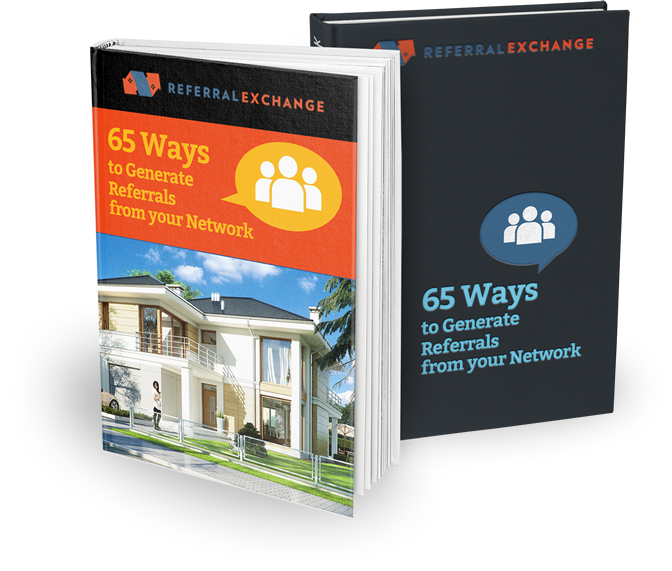 REFERRALEXCHANGE
65 Ways
to Generate
Referrals
from your Network
REFERRALEXCHANGE
65 Ways
to Generate
Referrals
from your Network